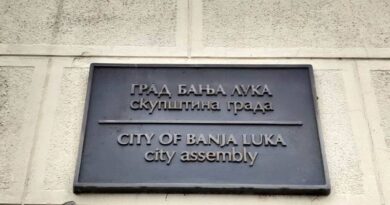 ГРАД БАЊА ЛУКА
скупштина града
CITY OF BANJA LUKA
city assembly